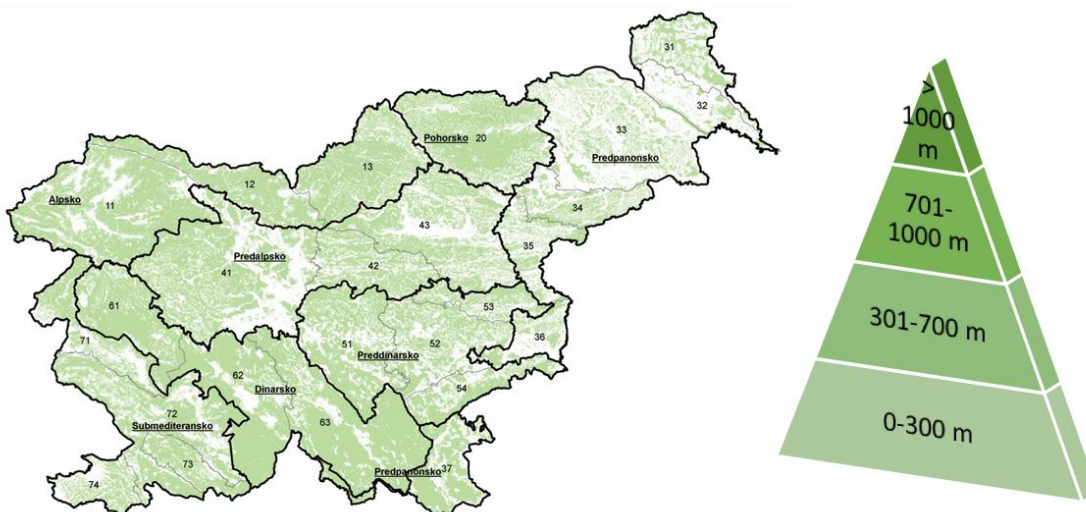 31
32
Pohorsko 20
33
Predpanonsko
13
12
Alpsko
11
34
43
35
Predalpsko
41
42
61
53
36
51
52
Preddinarsko
71
54
62
Dinarsko
72
Submediteransko
63
73
Predpanonsko 37
74
>
1000
m
701-
1000 m
301-700 m
0-300 m